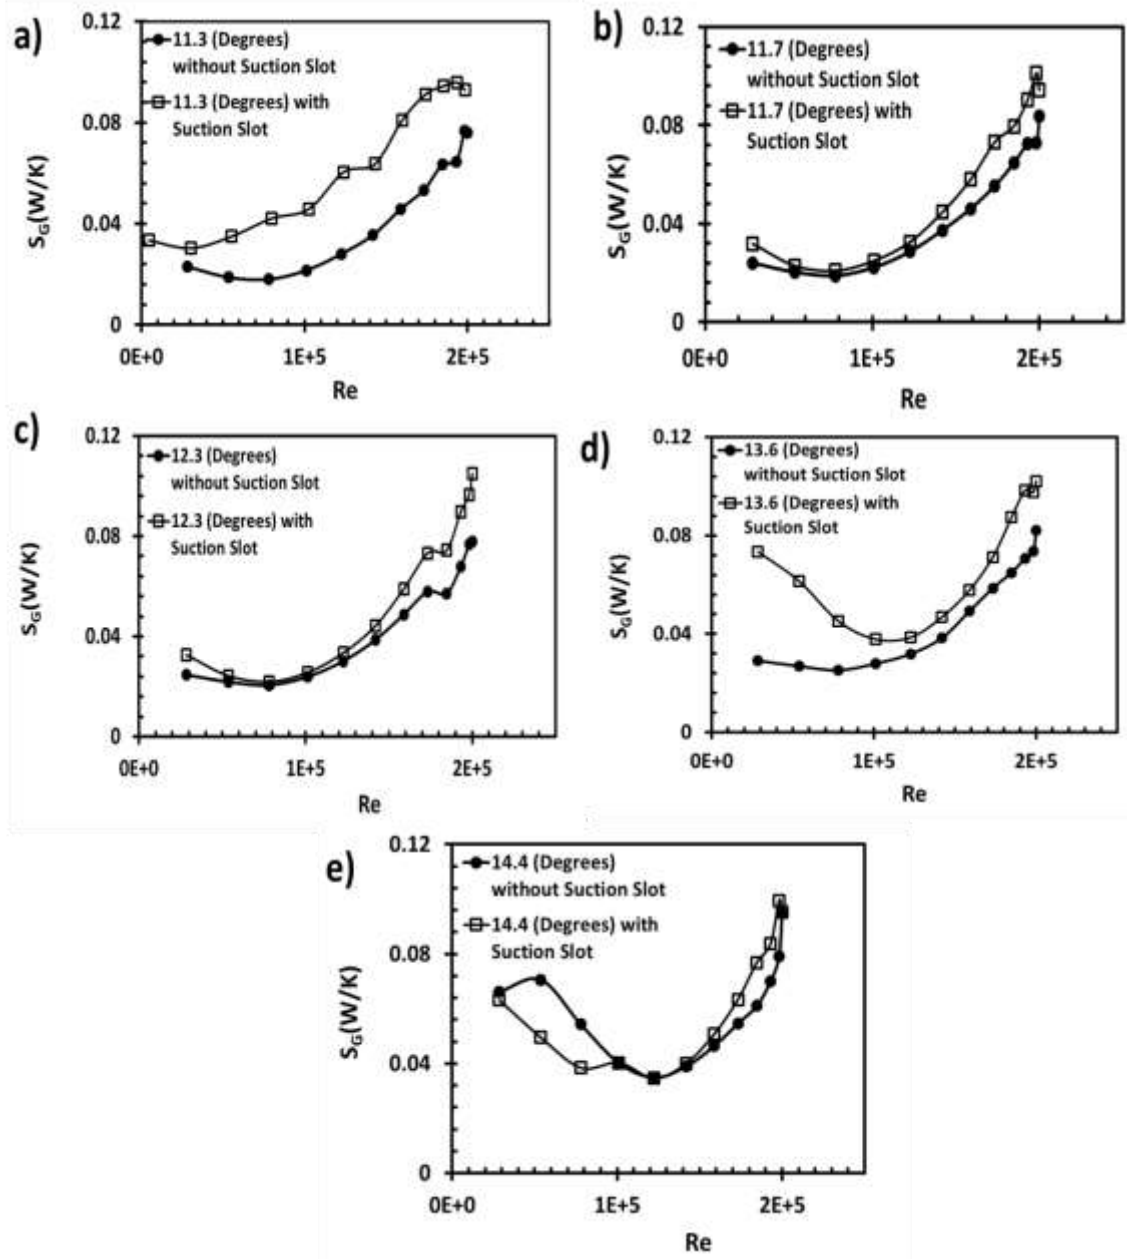 a)
0.12
11.3 (Degrees)
without Suction Slot
11.3 (Degrees) with
Suction Slot
0.08
0.04
0
S_G(W/K)
0E+0 1E+5 2E+5
Re
b)
0.12
11.7 (Degrees)
without Suction Slot
11.7 (Degrees) with
Suction Slot
0.08
0.04
0
S_G(W/K)
0E+0 1E+5 2E+5
Re
c)
0.12
12.3 (Degrees)
without Suction Slot
12.3 (Degrees) with
Suction Slot
0.08
0.04
0
S_G(W/K)
0E+0 1E+5 2E+5
Re
d)
0.12
13.6 (Degrees)
without Suction Slot
13.6 (Degrees) with
Suction Slot
0.08
0.04
0
S_G(W/K)
0E+0 1E+5 2E+5
Re
e)
0.12
14.4 (Degrees)
without Suction Slot
14.4 (Degrees) with
Suction Slot
0.08
0.04
0
S_G(W/K)
0E+0 1E+5 2E+5
Re